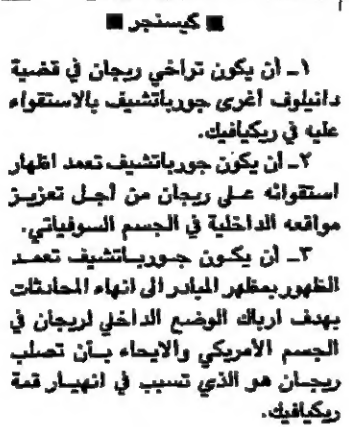 ■ كيسنجر ■
١ـ أن يكون تراخي ريجان في قضية
دانيلوف أغرى جورباتشيف بالاستقواء
عليه في ريكيافيك.
٢ـ أن يكون جورباتشيف تعمد اظهار
استقوائه على ريجان من أجل تعزيز
مواقعه الداخلية في الجسم السوفياتي.
٣ـ أن يكون جورباتشيف تعمد
الظهور بمظهر المبادر الى انهاء المحادثات
بهدف ارباك الوضع الداخلي لريجان في
الجسم الأمريكي والايحاء بأن تصلب
ريجان هو الذي تسبب في انهيار قمة
ريكيافيك.